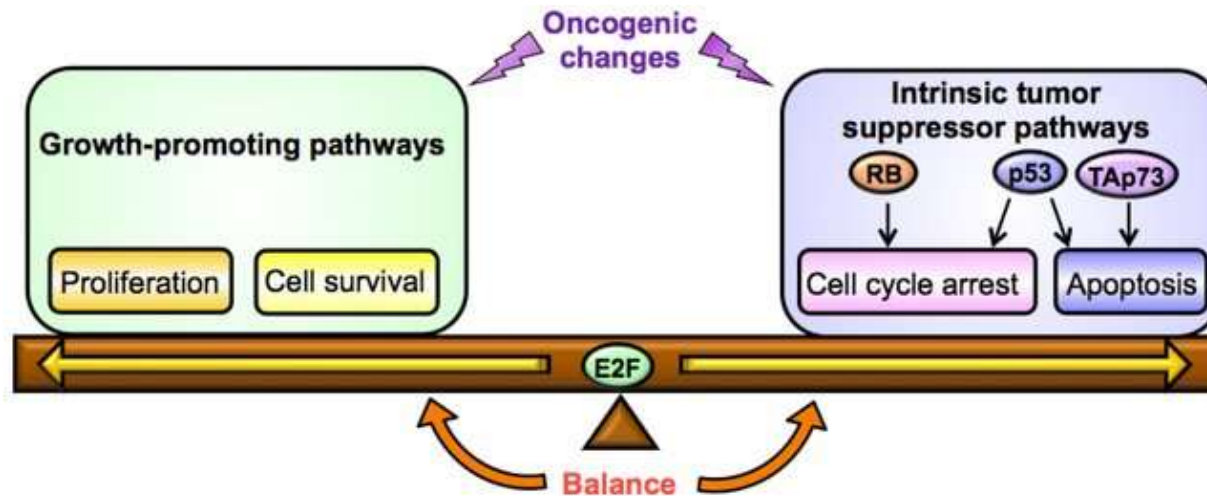 Oncogenic
changes
Growth-promoting pathways
Proliferation
Cell survival
Intrinsic tumor
suppressor pathways
RB
p53
TAp73
Cell cycle arrest
Apoptosis
E2F
Balance